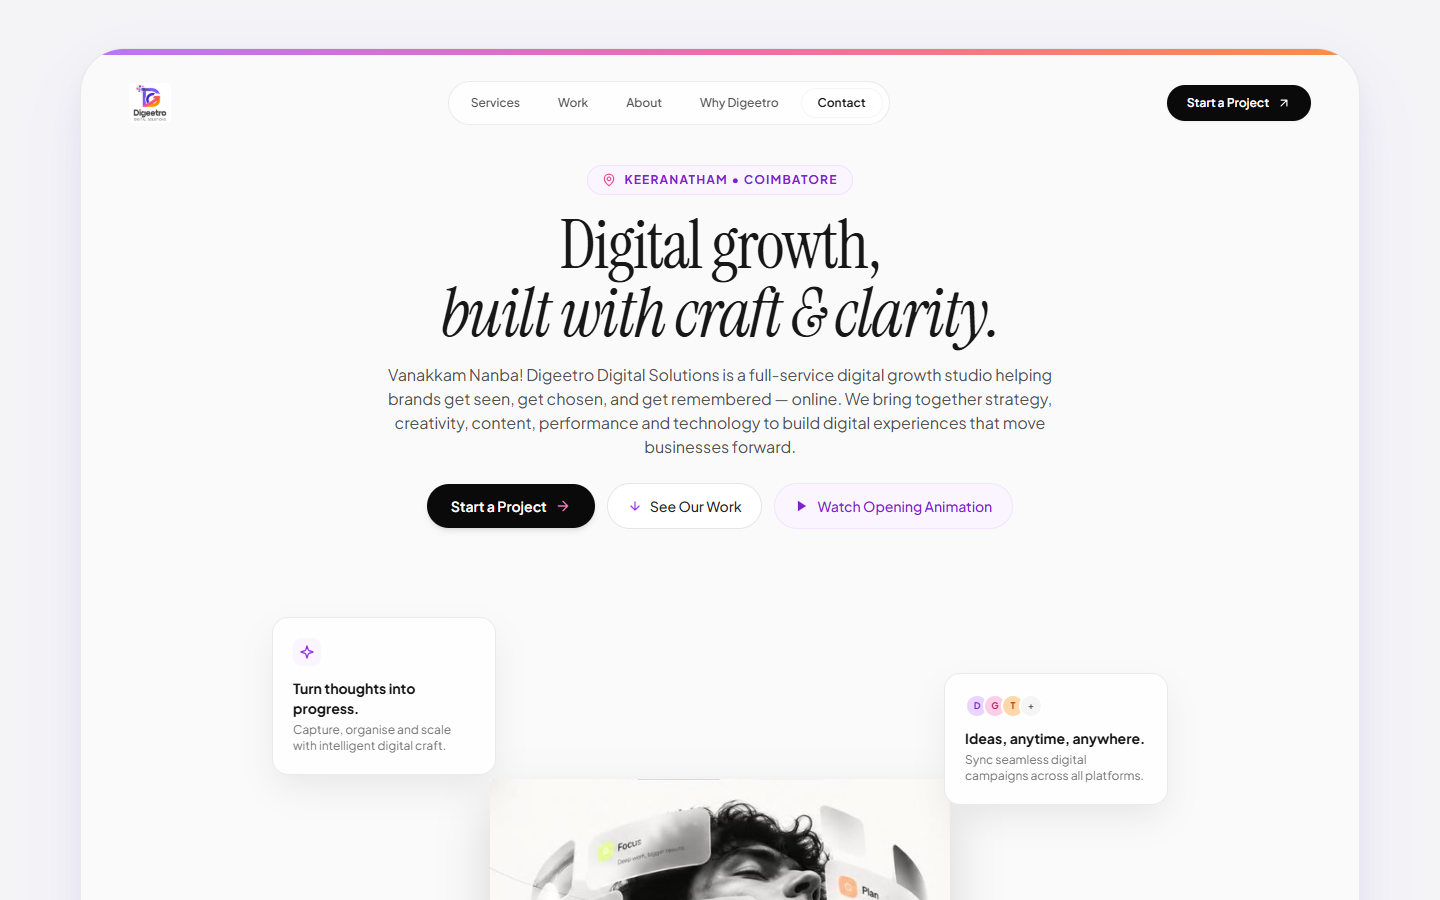 Digeetro
Services
Work
About
Why Digeetro
Contact
Start a Project
KEERANATHAM • COIMBATORE
Digital growth,
built with craft & clarity.
Vanakkam Nanba! Digeetro Digital Solutions is a full-service digital growth studio helping
brands get seen, get chosen, and get remembered — online. We bring together strategy,
creativity, content, performance and technology to build digital experiences that move
businesses forward.
Start a Project
See Our Work
Watch Opening Animation
Turn thoughts into
progress.
Capture, organise and scale
with intelligent digital craft.
D G T +
Ideas, anytime, anywhere.
Sync seamless digital
campaigns across all platforms.
Focus
Deep work, bigger results.
Plan